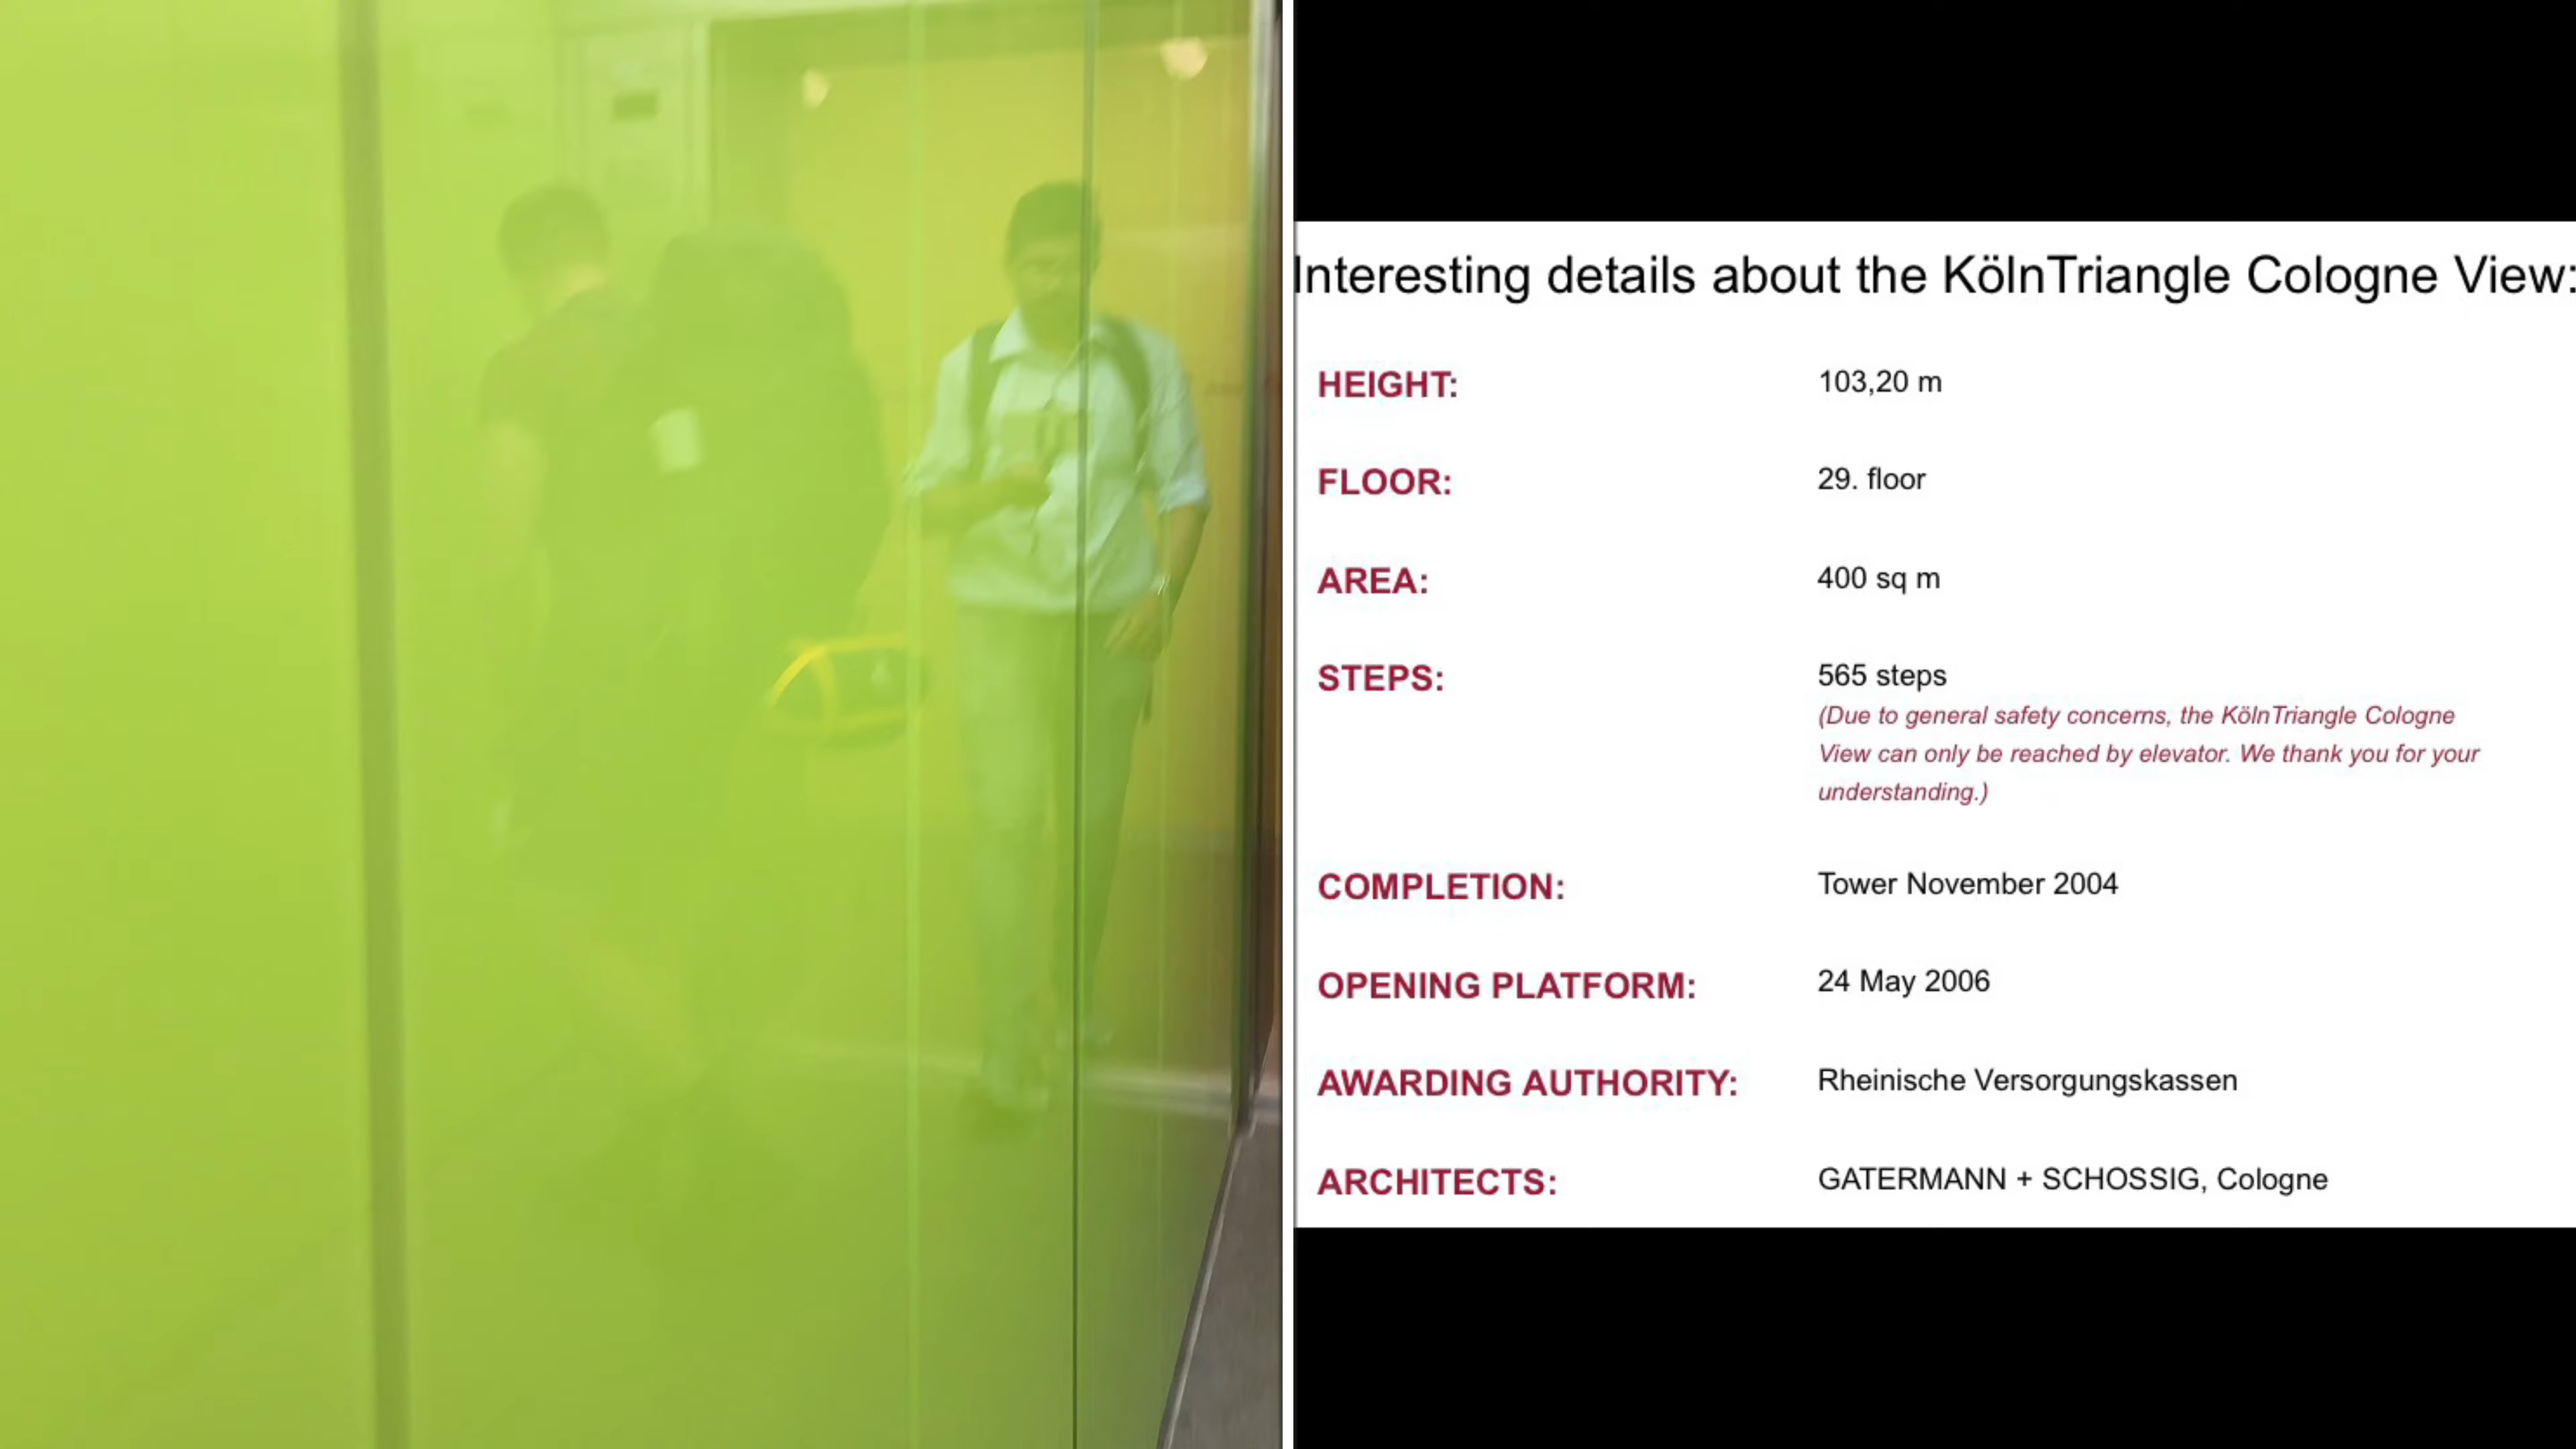 Interesting details about the KölnTriangle Cologne View:
HEIGHT: 103,20 m
FLOOR: 29. floor
AREA: 400 sq m
STEPS: 565 steps
(Due to general safety concerns, the KölnTriangle Cologne
View can only be reached by elevator. We thank you for your
understanding.)
COMPLETION: Tower November 2004
OPENING PLATFORM: 24 May 2006
AWARDING AUTHORITY: Rheinische Versorgungskassen
ARCHITECTS: GATERMANN + SCHOSSIG, Cologne